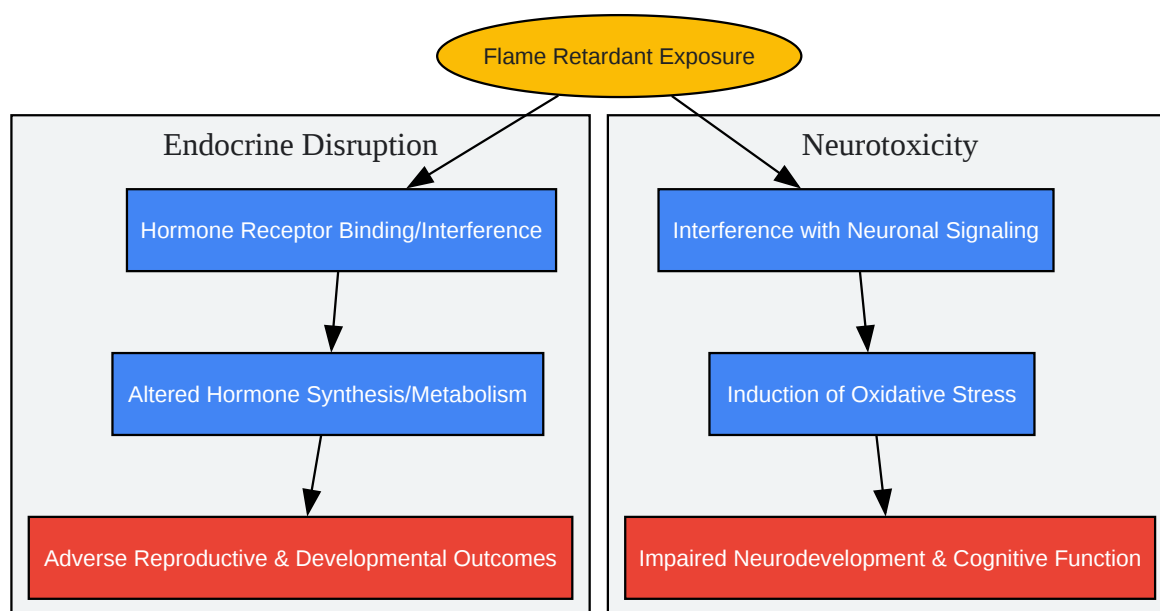 Flame Retardant Exposure
Endocrine Disruption
Hormone Receptor Binding/Interference
Altered Hormone Synthesis/Metabolism
Adverse Reproductive & Developmental Outcomes
Neurotoxicity
Interference with Neuronal Signaling
Induction of Oxidative Stress
Impaired Neurodevelopment & Cognitive Function